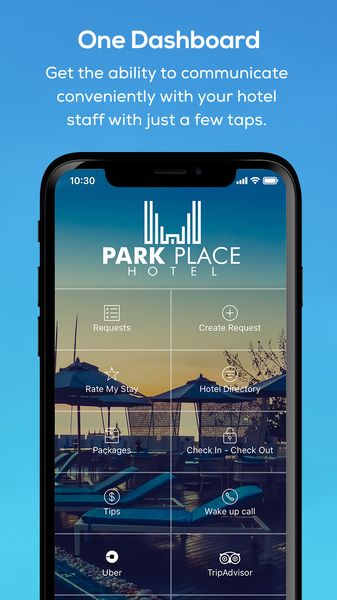 One Dashboard
Get the ability to communicate
conveniently with your hotel
staff with just a few taps.
10:30
PARK PLACE
HOTEL
Requests
Create Request
Rate My Stay
Hotel Directory
Packages
Check In - Check Out
$
Tips
Wake up call
Uber
TripAdvisor